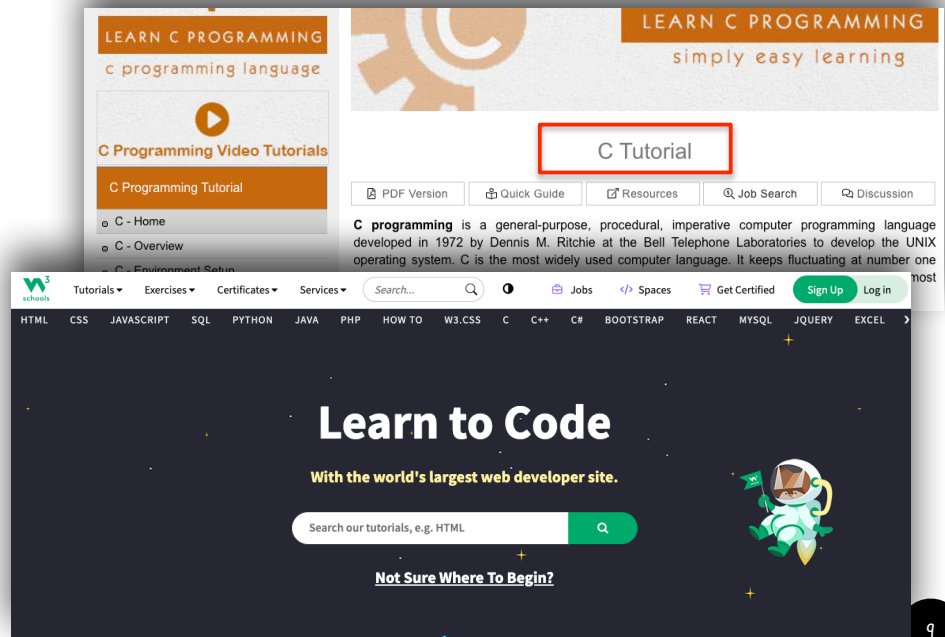 LEARN C PROGRAMMING
c programming language
C Programming Video Tutorials
C Programming Tutorial
C - Home
C - Overview
C - Environment Setup
LEARN C PROGRAMMING
simply easy learning
C Tutorial
PDF Version Quick Guide Resources Job Search Discussion
C programming is a general-purpose, procedural, imperative computer programming language
developed in 1972 by Dennis M. Ritchie at the Bell Telephone Laboratories to develop the UNIX
operating system. C is the most widely used computer language. It keeps fluctuating at number one
most
W3 schools Tutorials Exercises Certificates Services Search... Jobs </> Spaces Get Certified Sign Up Log in
HTML CSS JAVASCRIPT SQL PYTHON JAVA PHP HOW TO W3.CSS C C++ C# BOOTSTRAP REACT MYSQL JQUERY EXCEL
Learn to Code
With the world's largest web developer site.
Search our tutorials, e.g. HTML
Not Sure Where To Begin?
9